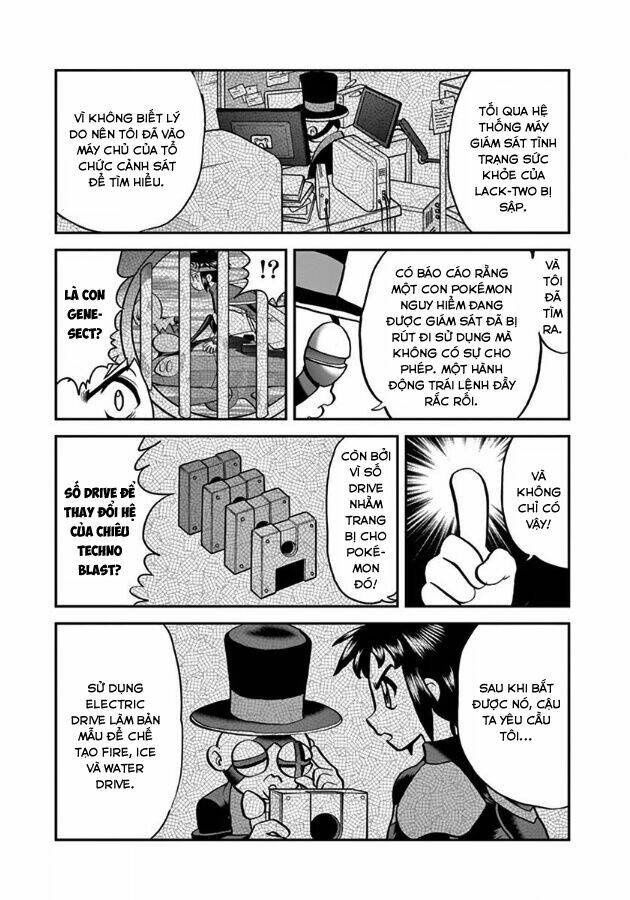 TỐI QUA HỆ
THỐNG MÁY
GIÁM SÁT TÌNH
TRẠNG SỨC
KHỎE CỦA
LACK-TWO BỊ
SẬP.
VÌ KHÔNG BIẾT LÝ
DO NÊN TÔI ĐÃ VÀO
MÁY CHỦ CỦA TỔ
CHỨC CẢNH SÁT
ĐỂ TÌM HIỂU.
VÀ
TÔI
ĐÃ
TÌM
RA.
CÓ BÁO CÁO RẰNG
MỘT CON POKÉMON
NGUY HIỂM ĐANG
ĐƯỢC GIÁM SÁT ĐÃ BỊ
RÚT ĐI SỬ DỤNG MÀ
KHÔNG CÓ SỰ CHO
PHÉP. MỘT HÀNH
ĐỘNG TRÁI LỆNH ĐẦY
RẮC RỐI.
!?
LÀ CON
GENE-
SECT?
VÀ
KHÔNG
CHỈ CÓ
VẬY!
CÒN BỞI
VÌ SỐ
DRIVE
NHẰM
TRANG
BỊ CHO
POKÉ-
MON
ĐÓ!
SỐ DRIVE ĐỂ
THAY ĐỔI HỆ
CỦA CHIÊU
TECHNO
BLAST?
SAU KHI BẮT
ĐƯỢC NÓ, CẬU
TA YÊU CẦU
TÔI...
SỬ DỤNG
ELECTRIC
DRIVE LÀM BẢN
MẪU ĐỂ CHẾ
TẠO FIRE, ICE
VÀ WATER
DRIVE.